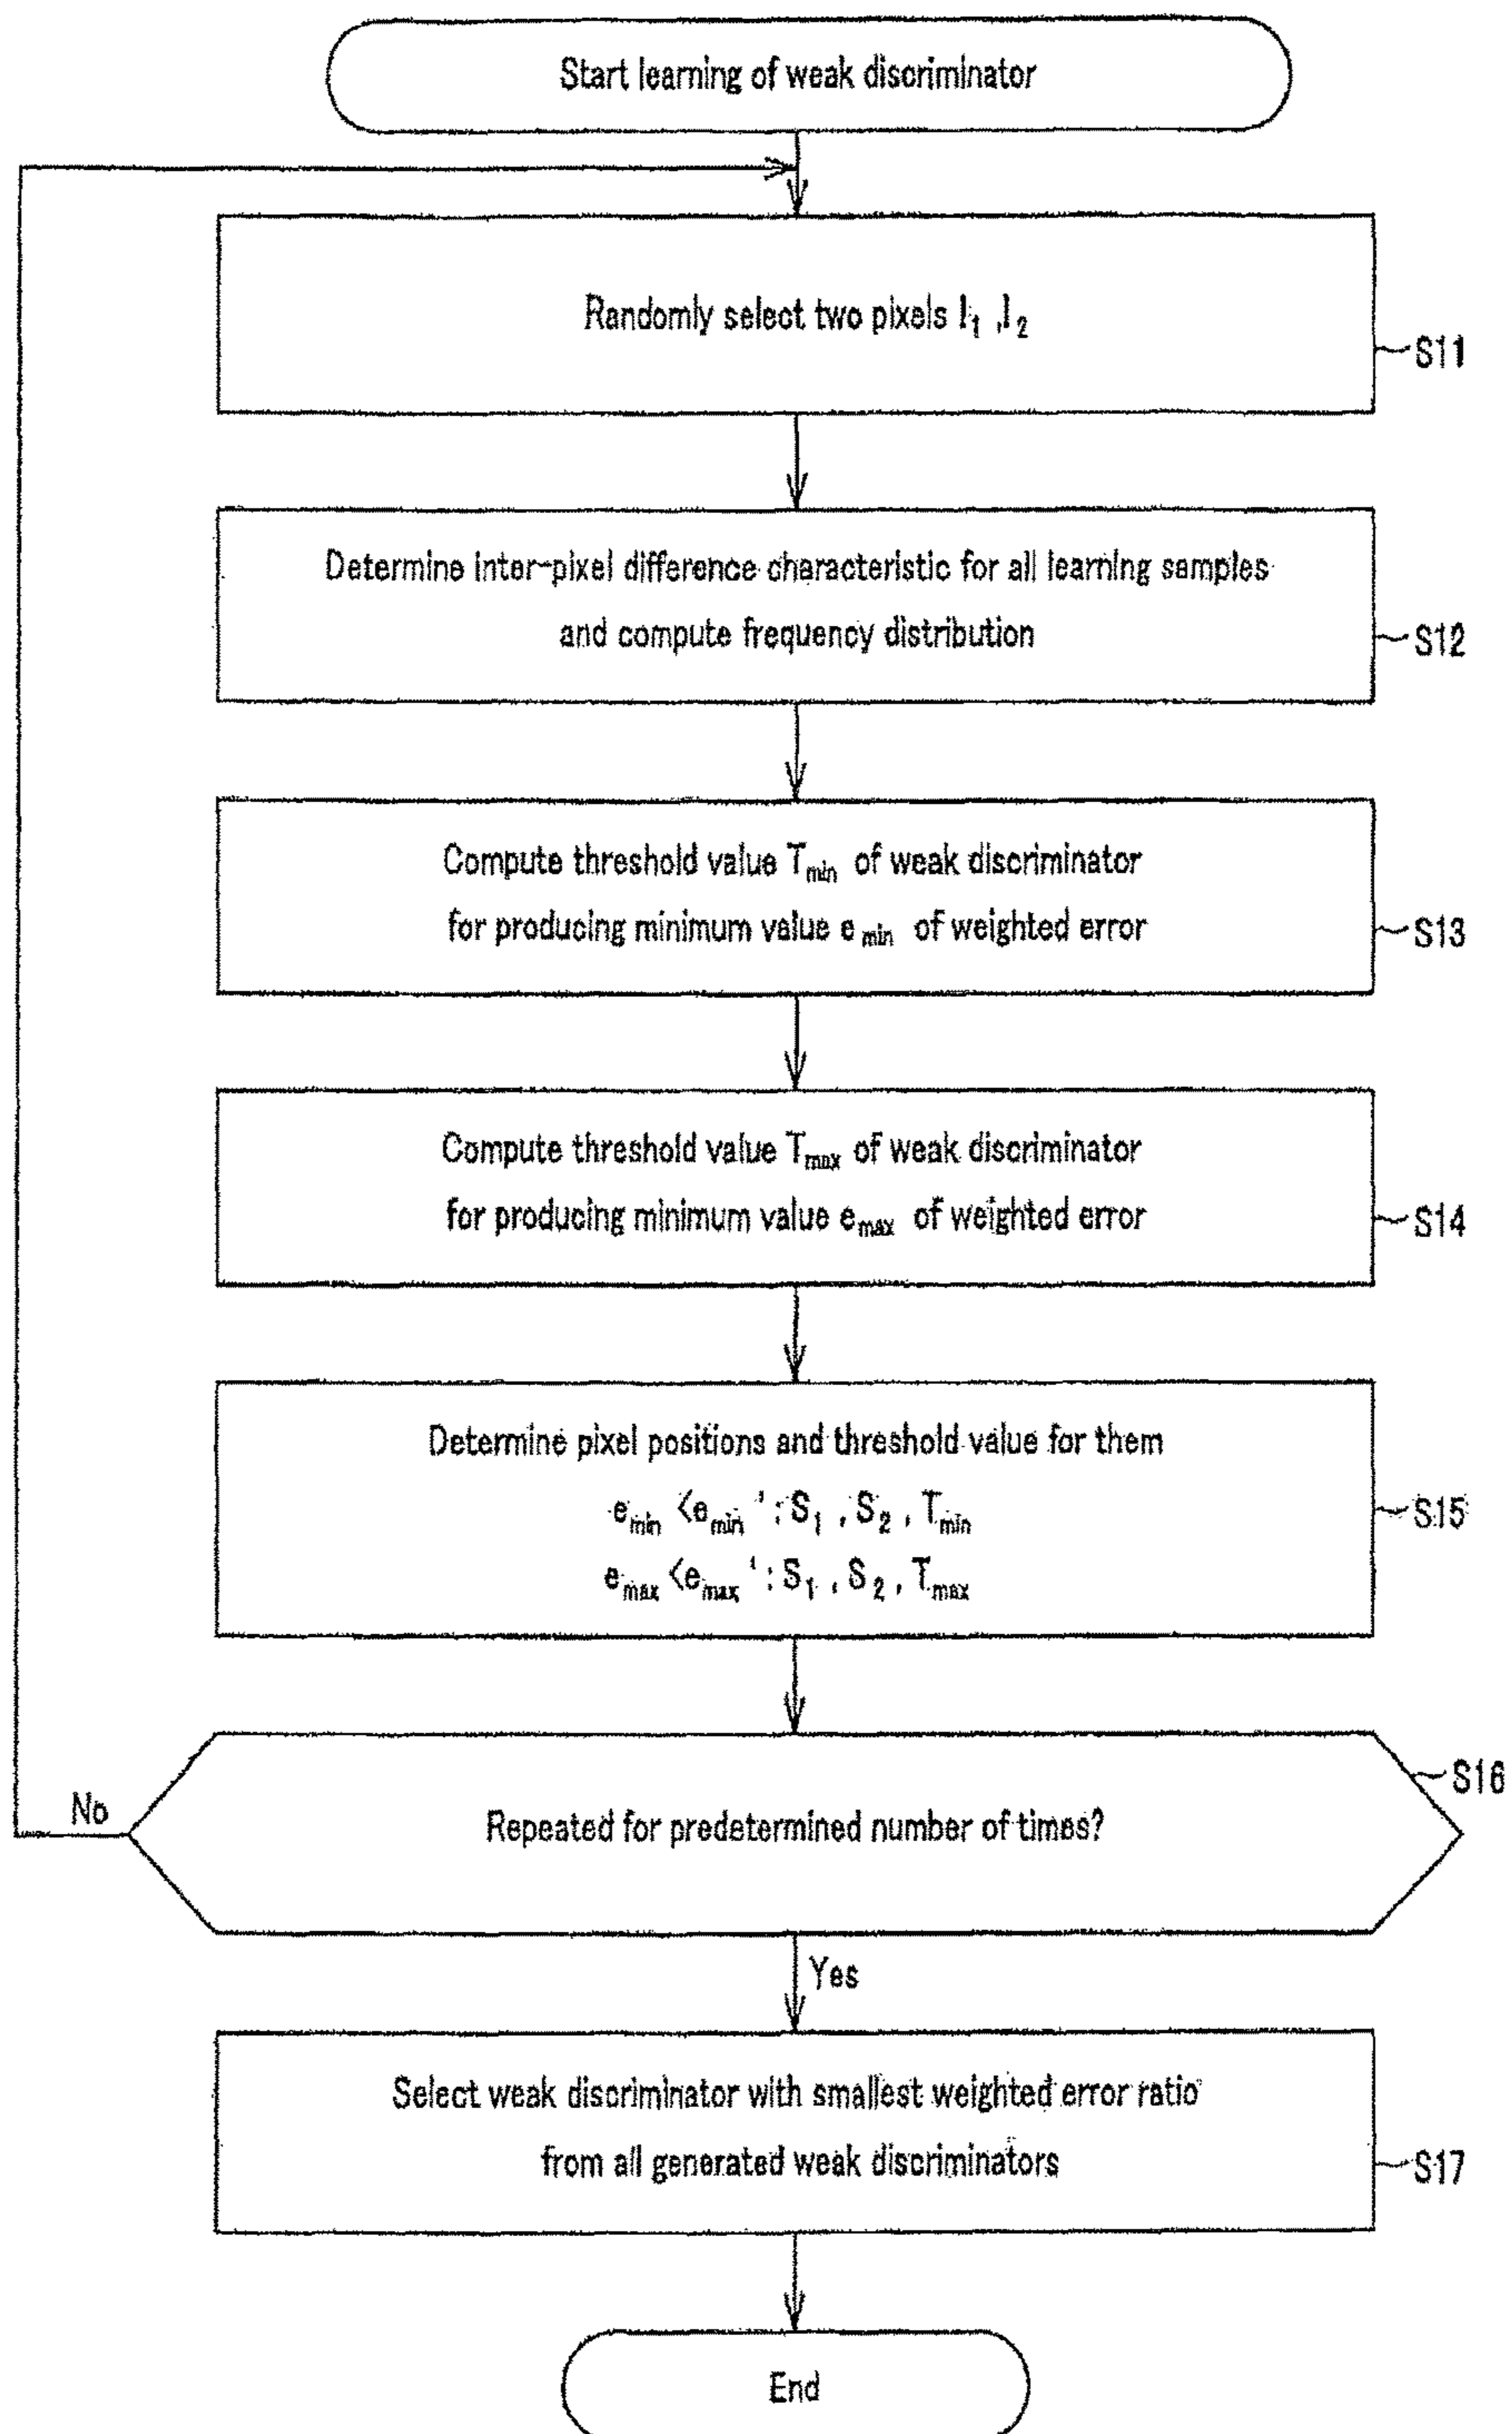 Start learning of weak discriminator
Randomly select two pixels I₁ ,I₂
S11
Determine inter-pixel difference characteristic for all learning samples
and compute frequency distribution
S12
Compute threshold value Tmin of weak discriminator
for producing minimum value emin of weighted error
S13
Compute threshold value Tmax of weak discriminator
for producing minimum value emax of weighted error
S14
Determine pixel positions and threshold value for them
emin <emin ' : S₁ , S₂ , Tmin
emax <emax ' : S₁ , S₂ , Tmax
S15
Repeated for predetermined number of times?
S16
No
Yes
Select weak discriminator with smallest weighted error ratio
from all generated weak discriminators
S17
End